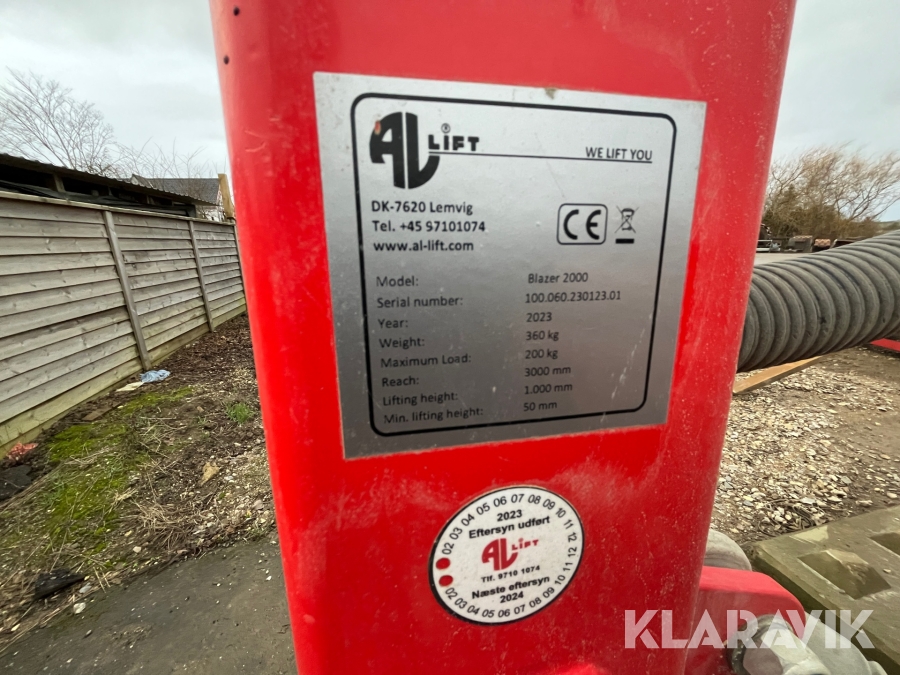 AL LIFT ®
WE LIFT YOU
DK-7620 Lemvig
Tel. +45 97101074
www.al-lift.com
CE
Model: Blazer 2000
Serial number: 100.060.230123.01
Year: 2023
Weight: 360 kg
Maximum Load: 200 kg
Reach: 3000 mm
Lifting height: 1.000 mm
Min. lifting height: 50 mm
02 03 04 05 06 07 08 09 10 11 12
2023
Eftersyn udført
AL LIFT
Tlf. 9710 1074
Næste eftersyn
2024
02 03 04 05 06 07 08 09 10 11 12
KLARAVIK